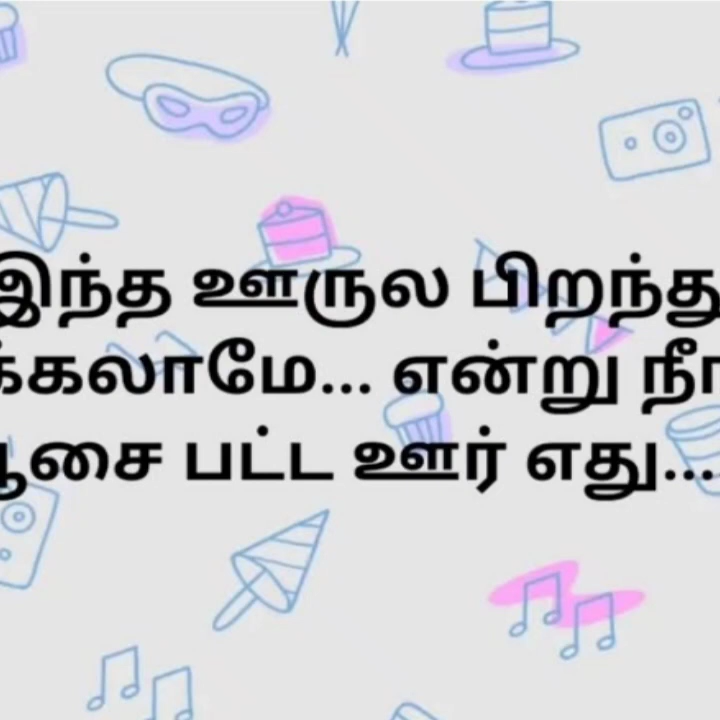 இந்த ஊருல பிறந்து
க்கலாமே... என்று நீ
பட்ட ஊர் எது...